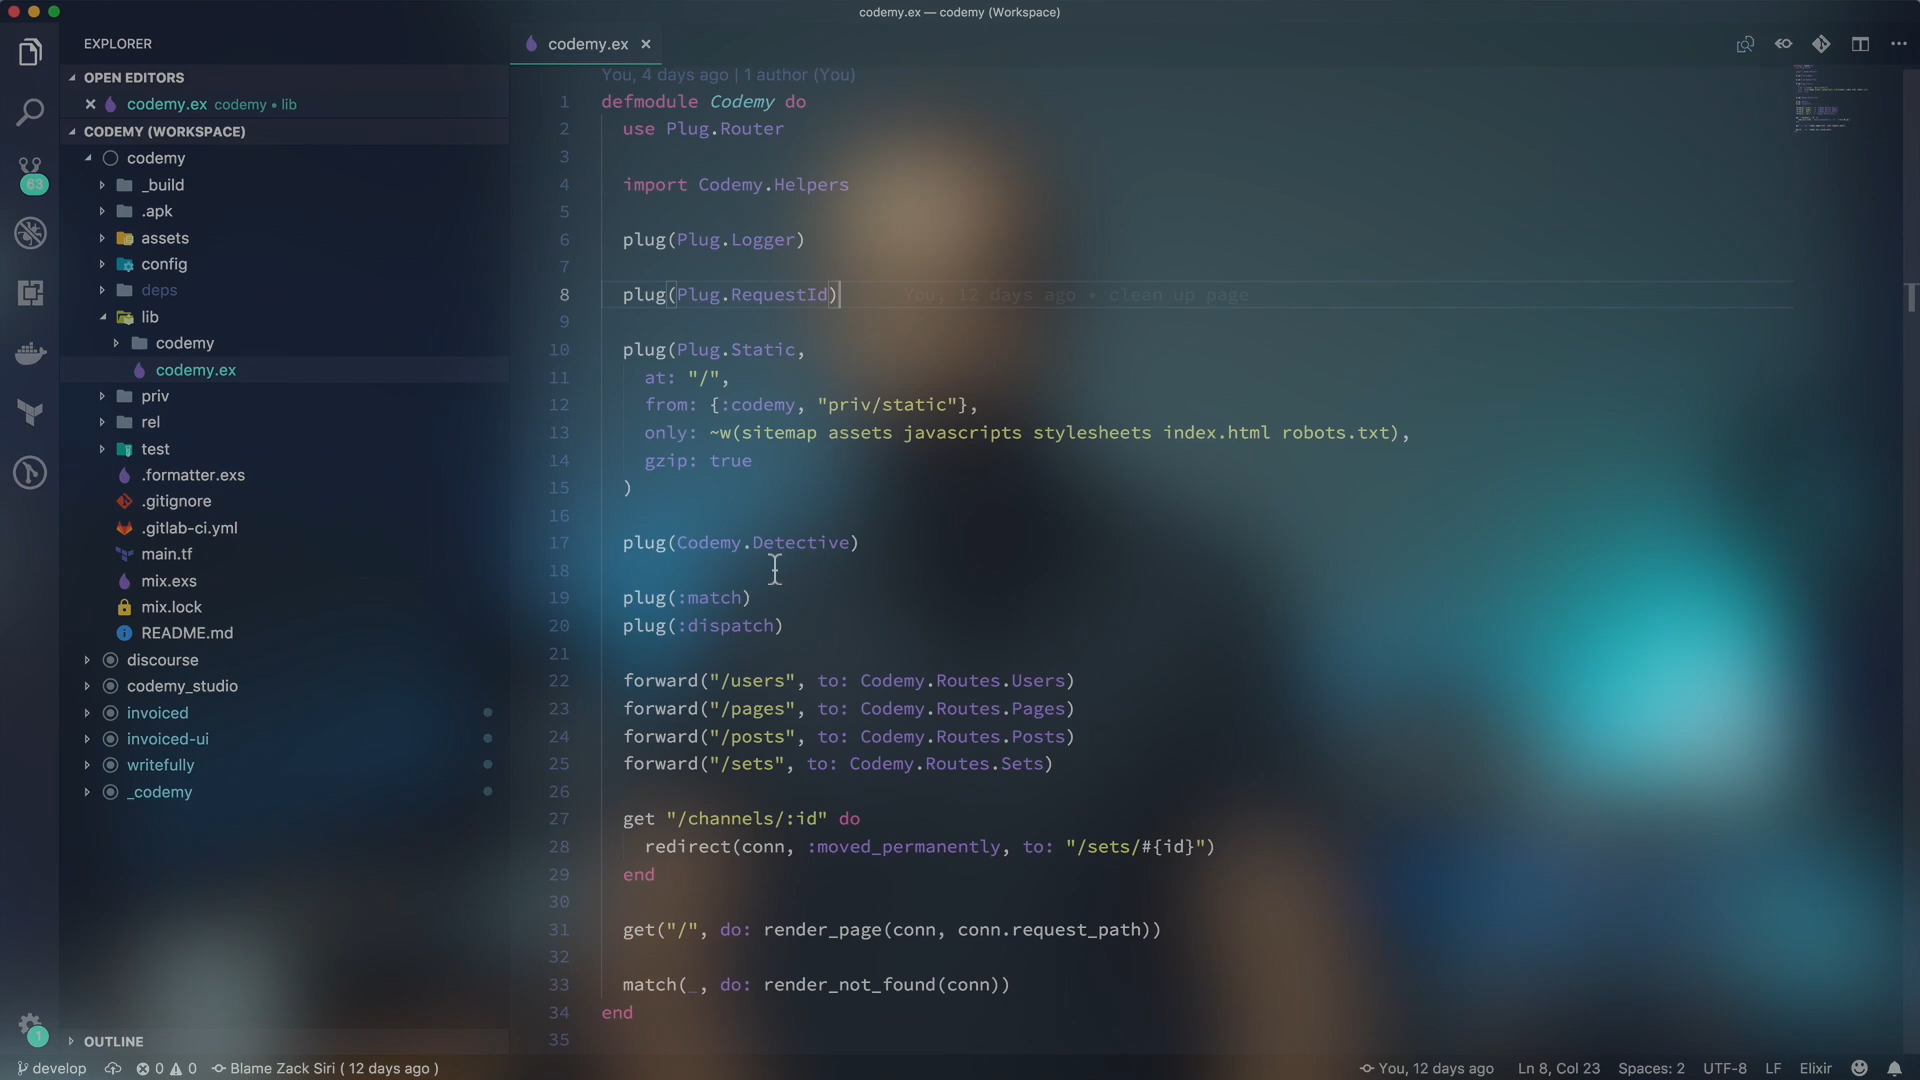 codemy.ex — codemy (Workspace)
EXPLORER
OPEN EDITORS
codemy.ex codemy • lib
CODEMY (WORKSPACE)
codemy
_build
.apk
assets
config
deps
lib
codemy
codemy.ex
priv
rel
test
.formatter.exs
.gitignore
.gitlab-ci.yml
main.tf
mix.exs
mix.lock
README.md
discourse
codemy_studio
invoiced
invoiced-ui
writefully
_codemy
OUTLINE
63
1
codemy.ex
You, 4 days ago | 1 author (You)
1 defmodule Codemy do
2 use Plug.Router
3
4 import Codemy.Helpers
5
6 plug(Plug.Logger)
7
8 plug(Plug.RequestId) You, 12 days ago • clean up page
9
10 plug(Plug.Static,
11 at: "/",
12 from: {:codemy, "priv/static"},
13 only: ~w(sitemap assets javascripts stylesheets index.html robots.txt),
14 gzip: true
15 )
16
17 plug(Codemy.Detective)
18
19 plug(:match)
20 plug(:dispatch)
21
22 forward("/users", to: Codemy.Routes.Users)
23 forward("/pages", to: Codemy.Routes.Pages)
24 forward("/posts", to: Codemy.Routes.Posts)
25 forward("/sets", to: Codemy.Routes.Sets)
26
27 get "/channels/:id" do
28 redirect(conn, :moved_permanently, to: "/sets/#{id}")
29 end
30
31 get("/", do: render_page(conn, conn.request_path))
32
33 match(_, do: render_not_found(conn))
34 end
35
develop 0 0 Blame Zack Siri ( 12 days ago ) You, 12 days ago Ln 8, Col 23 Spaces: 2 UTF-8 LF Elixir